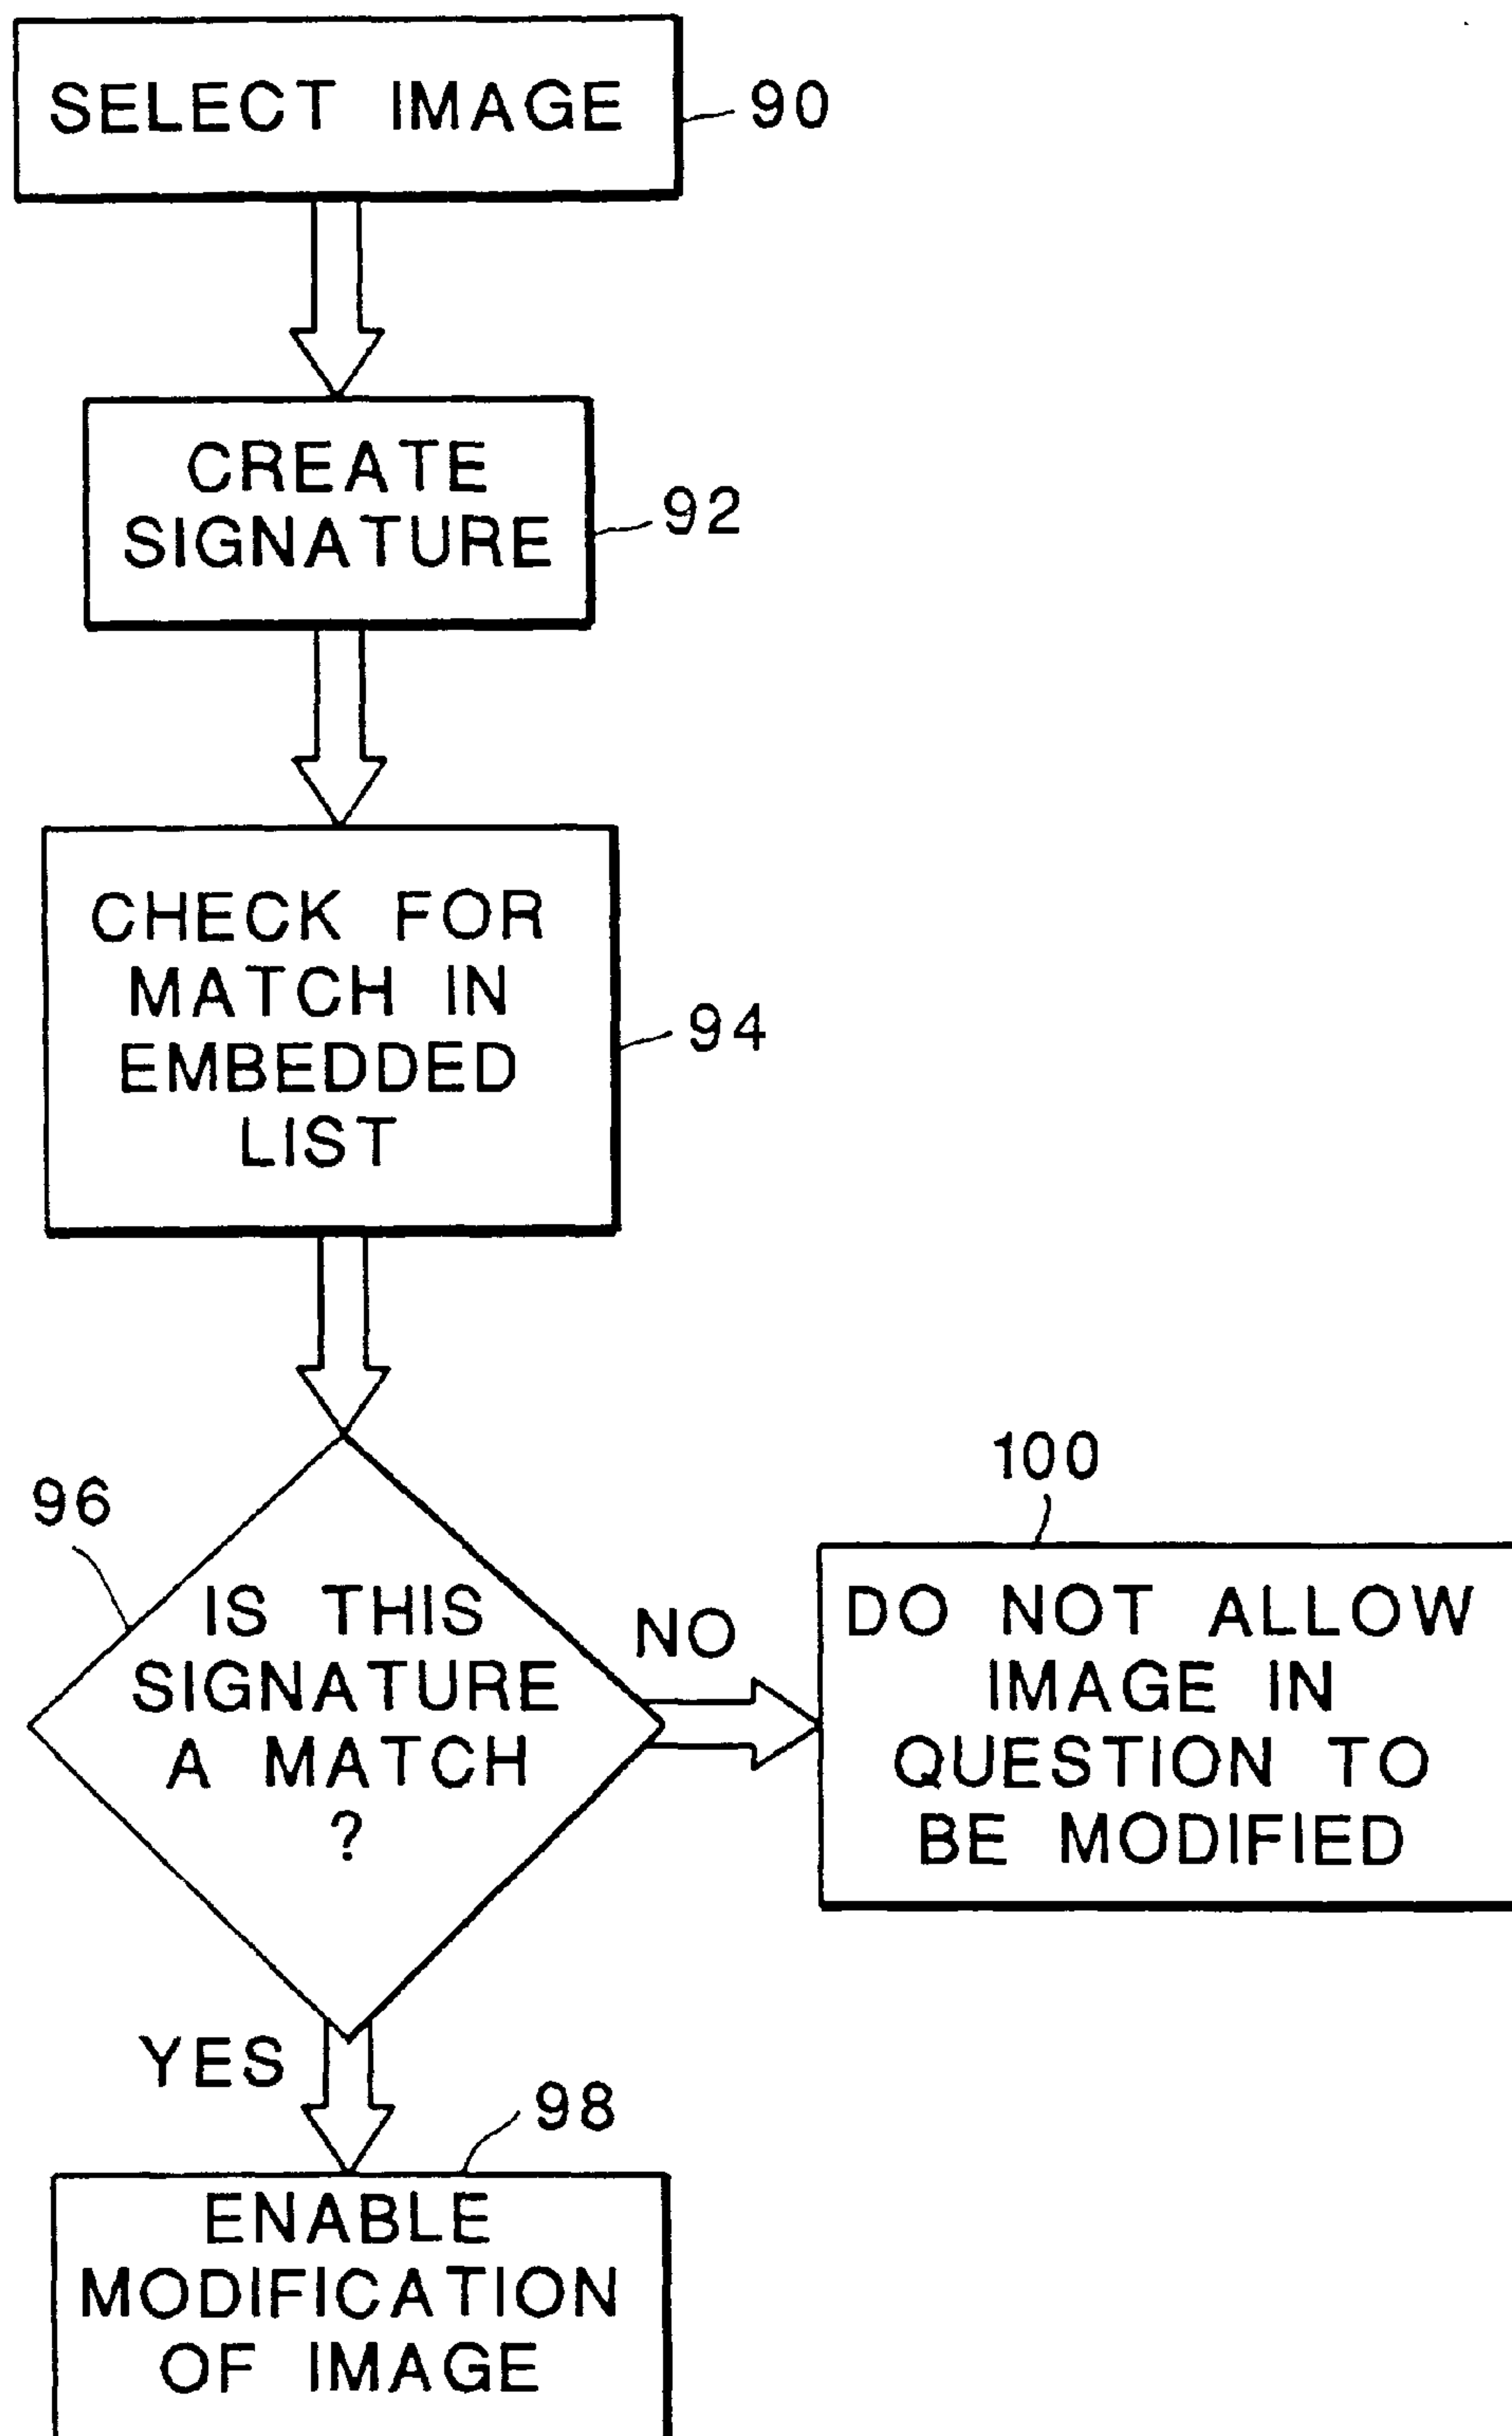 SELECT IMAGE
90
CREATE
SIGNATURE
92
CHECK FOR
MATCH IN
EMBEDDED
LIST
94
96
IS THIS
SIGNATURE
A MATCH
?
NO
100
DO NOT ALLOW
IMAGE IN
QUESTION TO
BE MODIFIED
YES
98
ENABLE
MODIFICATION
OF IMAGE